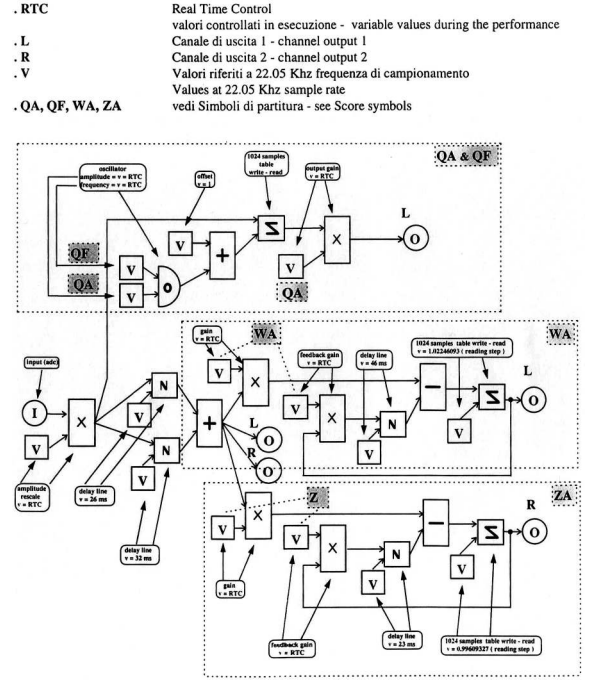 . RTC Real Time Control
valori controllati in esecuzione - variable values during the performance
. L Canale di uscita 1 - channel output 1
. R Canale di uscita 2 - channel output 2
. V Valori riferiti a 22.05 Khz frequenza di campionamento
Values at 22.05 Khz sample rate
. QA, QF, WA, ZA vedi Simboli di partitura - see Score symbols
QA & QF
oscillator
amplitude = v = RTC
frequency = v = RTC
offset
v = 1
1024 samples
table
write - read
output gain
v = RTC
L
V
+
Σ
X
O
QF
V
QA
V
O
V
QA
WA
gain
v = RTC
WA
feedback gain
v = RTC
delay line
v = 46 ms
1024 samples table write - read
v = 1.02246093 ( reading step )
L
input (adc)
I
X
V
N
V
N
V
+
V
X
L
O
R
O
V
X
N
V
–
V
Σ
O
amplitude
rescale
v = RTC
delay line
v = 26 ms
delay line
v = 32 ms
ZA
Z
R
V
X
V
X
N
V
–
V
Σ
O
gain
v = RTC
feedback gain
v = RTC
delay line
v = 23 ms
1024 samples table write - read
v = 0.99609327 ( reading step )